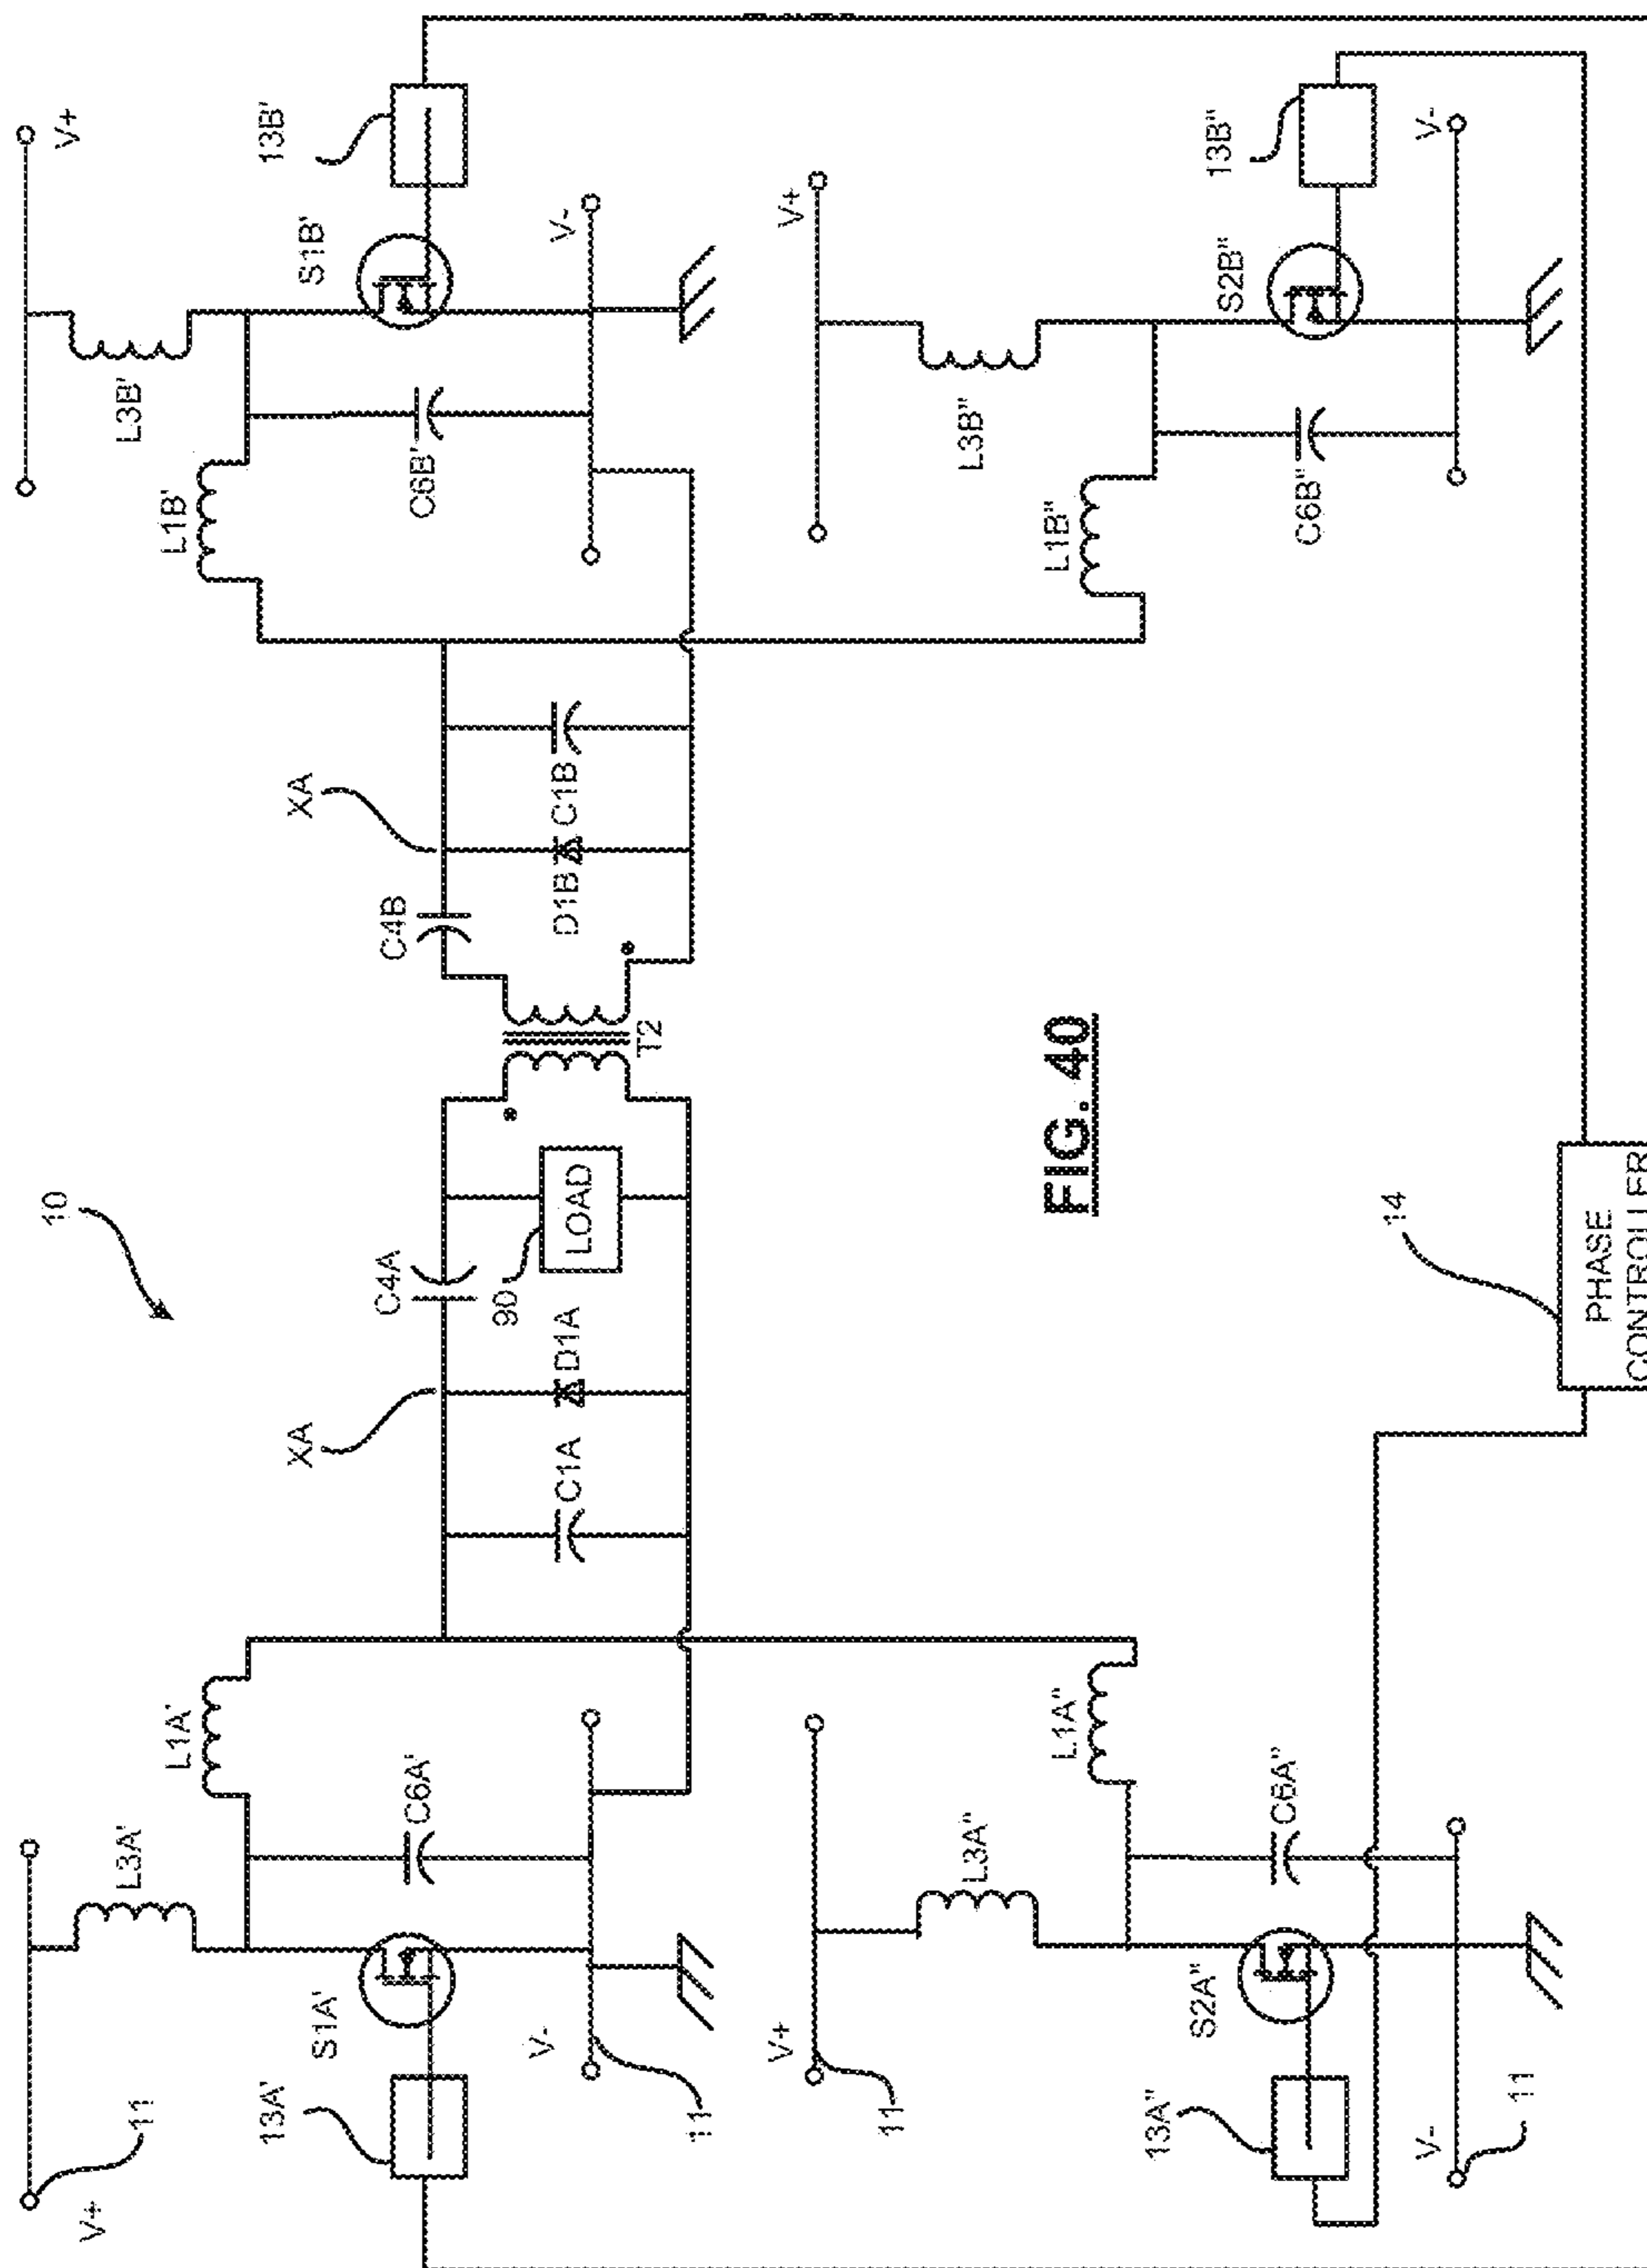 10
V+
11
L3A'
L1A'
S1A'
13A'
C6A'
V-
11
XA
C1A
D1A
C4A
90
LOAD
T2
C4B
XA
D1B
C1B
L1B'
L3B'
V+
S1B'
13B'
C6B'
V-
V+
11
L3A"
L1A"
S2A"
13A"
C6A"
V-
11
V+
L3B"
L1B"
S2B"
13B"
C6B"
V-
14
PHASE
CONTROLLER
FIG. 40